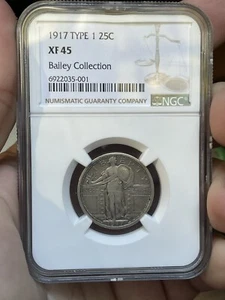 1917 TYPE 1 25C
XF 45
Bailey Collection
6922035-001
NUMISMATIC GUARANTY COMPANY
NGC